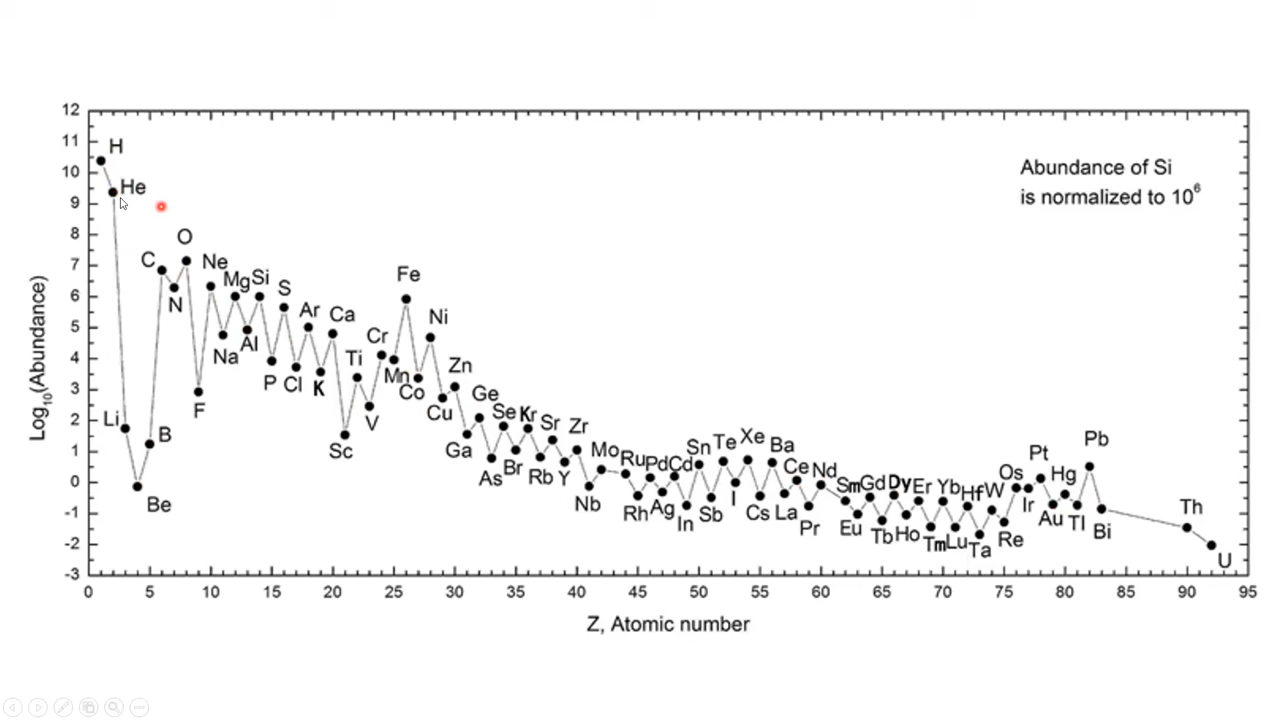 12
11
10
9
8
7
6
5
4
3
2
1
0
-1
-2
-3
Log10(Abundance)
H
He
Li
Be
B
C
N
O
F
Ne
Na
Mg
Al
Si
P
S
Cl
Ar
K
Ca
Sc
Ti
V
Cr
Mn
Fe
Co
Ni
Cu
Zn
Ga
Ge
As
Se
Br
Kr
Rb
Sr
Y
Zr
Nb
Mo
Ru
Rh
Pd
Ag
Cd
In
Sn
Sb
Te
I
Xe
Cs
Ba
La
Ce
Pr
Nd
Sm
Eu
Gd
Tb
Dy
Ho
Er
Tm
Yb
Lu
Hf
Ta
W
Re
Os
Ir
Pt
Au
Hg
Tl
Pb
Bi
Th
U
Abundance of Si
is normalized to 10^6
0 5 10 15 20 25 30 35 40 45 50 55 60 65 70 75 80 85 90 95
Z, Atomic number